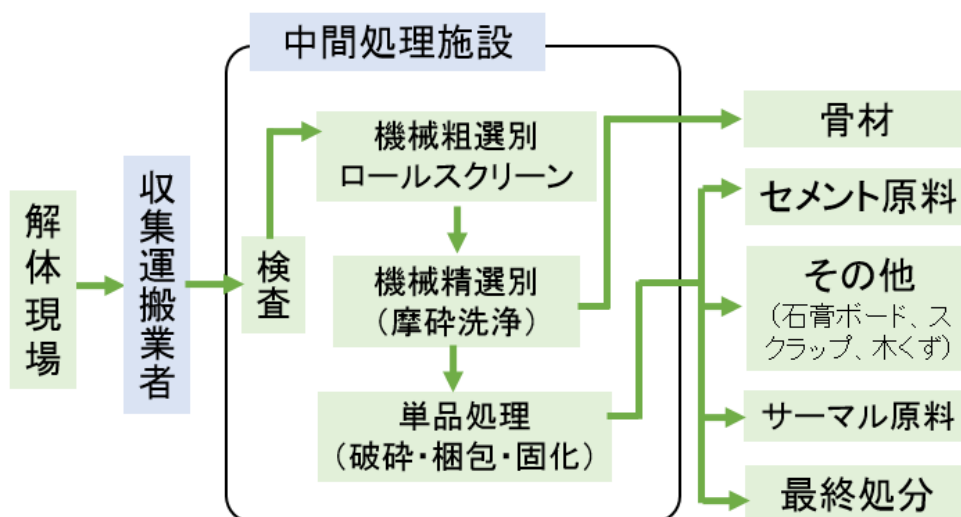 中間処理施設
解体現場
収集運搬業者
検査
機械粗選別
ロールスクリーン
機械精選別
（摩砕洗浄）
単品処理
（破砕・梱包・固化）
骨材
セメント原料
その他
（石膏ボード、ス
クラップ、木くず）
サーマル原料
最終処分